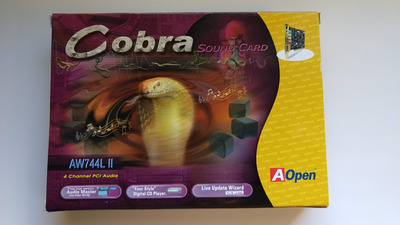 Cobra
SOUND CARD
AW744L II
4 Channel PCI Audio
Audio Master
"Your Style"
Digital CD Player
Live Update Wizard
AOpen